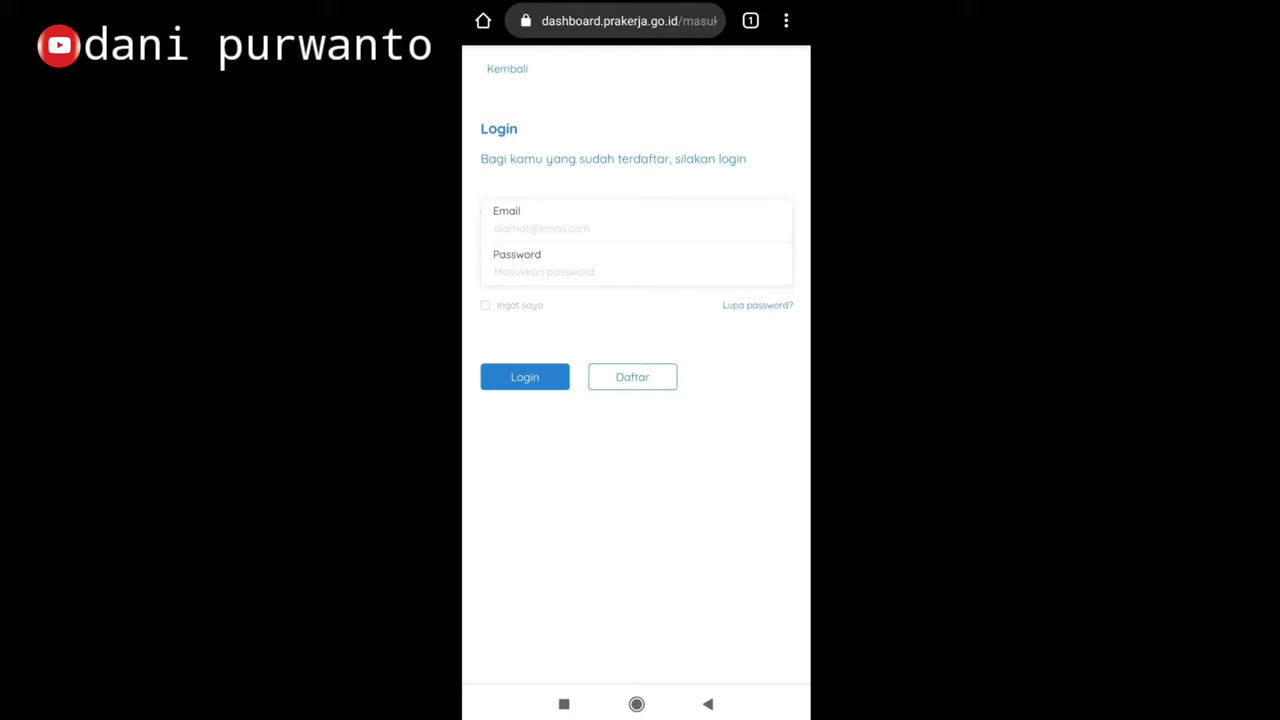 dani purwanto
dashboard.prakerja.go.id/masuk
1
Kembali
Login
Bagi kamu yang sudah terdaftar, silakan login
Email
alamat@email.com
Password
Masukkan password
Ingat saya
Lupa password?
Login
Daftar